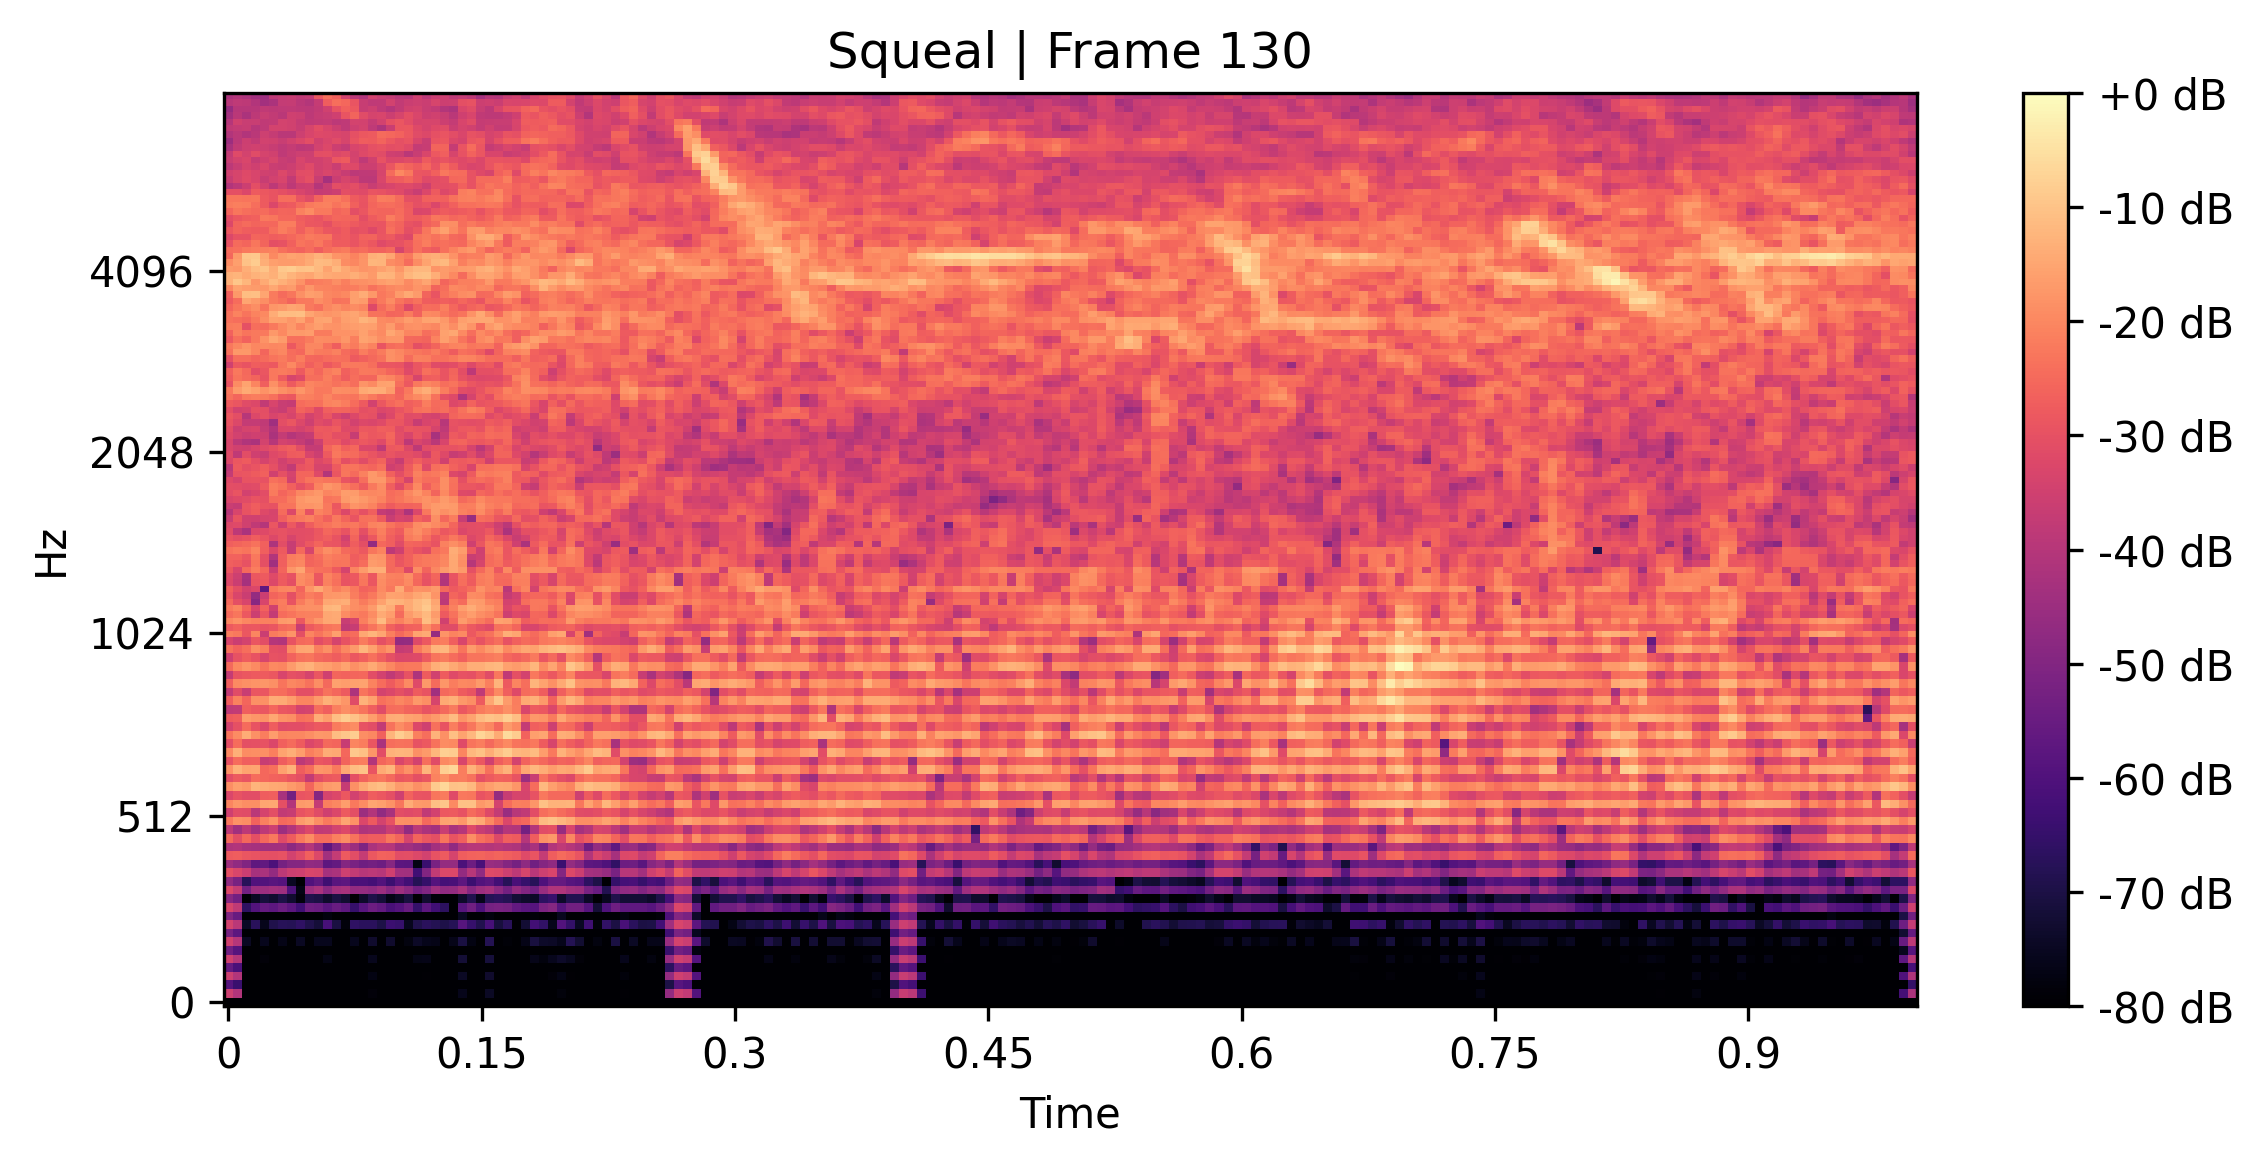 Squeal | Frame 130
Hz
4096
2048
1024
512
0
0 0.15 0.3 0.45 0.6 0.75 0.9
Time
+0 dB
-10 dB
-20 dB
-30 dB
-40 dB
-50 dB
-60 dB
-70 dB
-80 dB